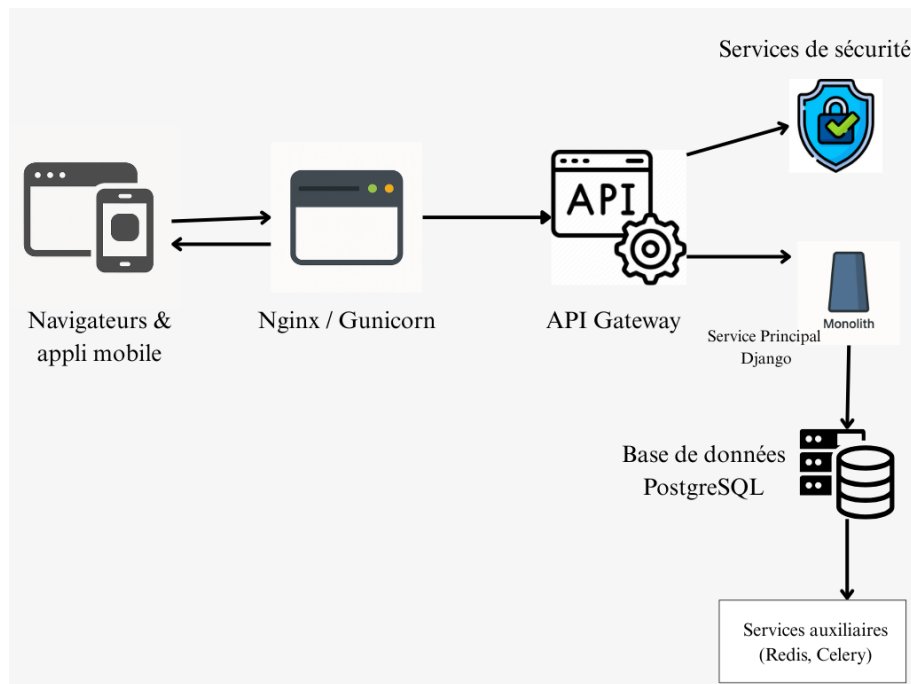 Services de sécurité
API
Navigateurs &
appli mobile
Nginx / Gunicorn
API Gateway
Monolith
Service Principal
Django
Base de données
PostgreSQL
Services auxiliaires
(Redis, Celery)